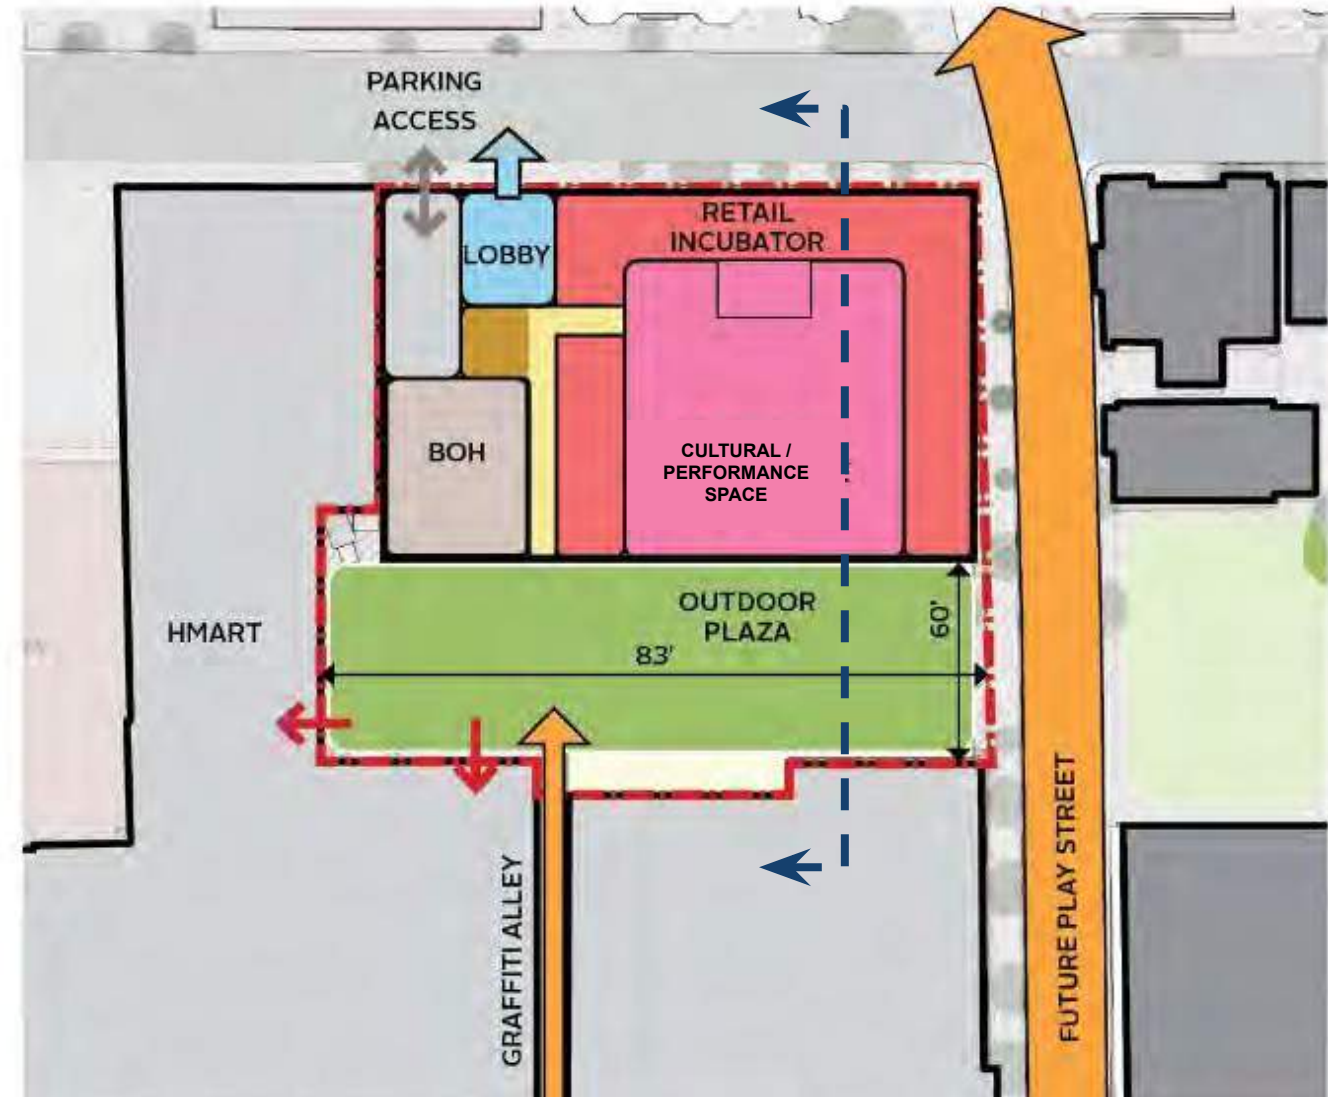 PARKING
ACCESS
LOBBY
RETAIL
INCUBATOR
BOH
CULTURAL /
PERFORMANCE
SPACE
HMART
OUTDOOR
PLAZA
83'
60'
GRAFFITI ALLEY
FUTURE PLAY STREET